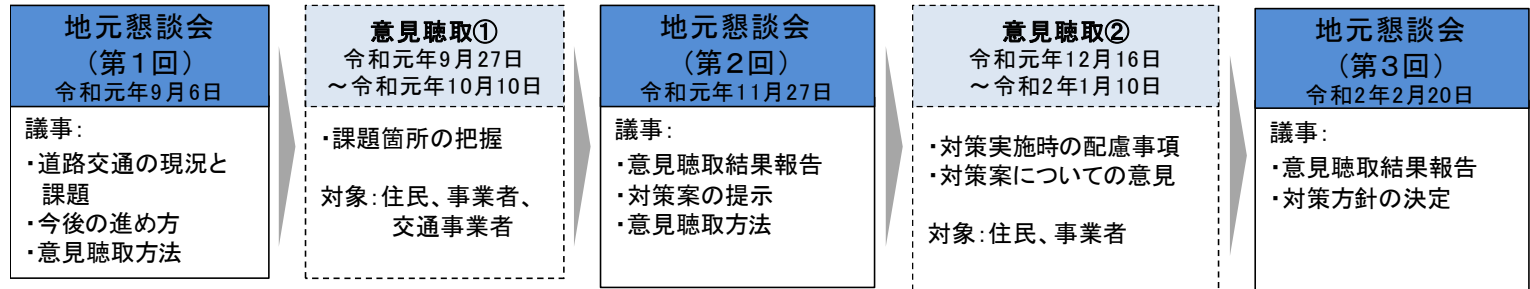 地元懇談会
（第１回）
令和元年9月6日
議事：
・道路交通の現況と
課題
・今後の進め方
・意見聴取方法
意見聴取①
令和元年9月27日
～令和元年10月10日
・課題箇所の把握
対象：住民、事業者、
交通事業者
地元懇談会
（第２回）
令和元年11月27日
議事：
・意見聴取結果報告
・対策案の提示
・意見聴取方法
意見聴取②
令和元年12月16日
～令和2年1月10日
・対策実施時の配慮事項
・対策案についての意見
対象：住民、事業者
地元懇談会
（第３回）
令和2年2月20日
議事：
・意見聴取結果報告
・対策方針の決定